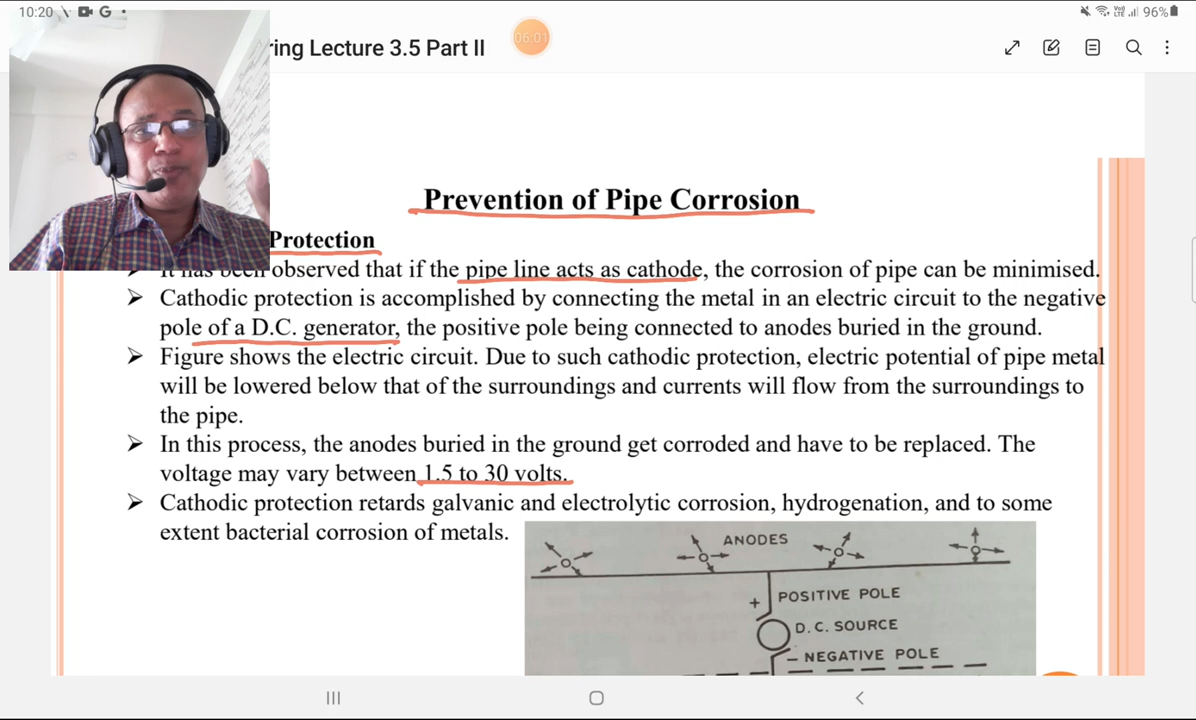 10:20 G
96%
ring Lecture 3.5 Part II
06:01
Prevention of Pipe Corrosion
Protection
It has been observed that if the pipe line acts as cathode, the corrosion of pipe can be minimised.
Cathodic protection is accomplished by connecting the metal in an electric circuit to the negative
pole of a D.C. generator, the positive pole being connected to anodes buried in the ground.
Figure shows the electric circuit. Due to such cathodic protection, electric potential of pipe metal
will be lowered below that of the surroundings and currents will flow from the surroundings to
the pipe.
In this process, the anodes buried in the ground get corroded and have to be replaced. The
voltage may vary between 1.5 to 30 volts.
Cathodic protection retards galvanic and electrolytic corrosion, hydrogenation, and to some
extent bacterial corrosion of metals.
ANODES
+ POSITIVE POLE
D.C. SOURCE
− NEGATIVE POLE